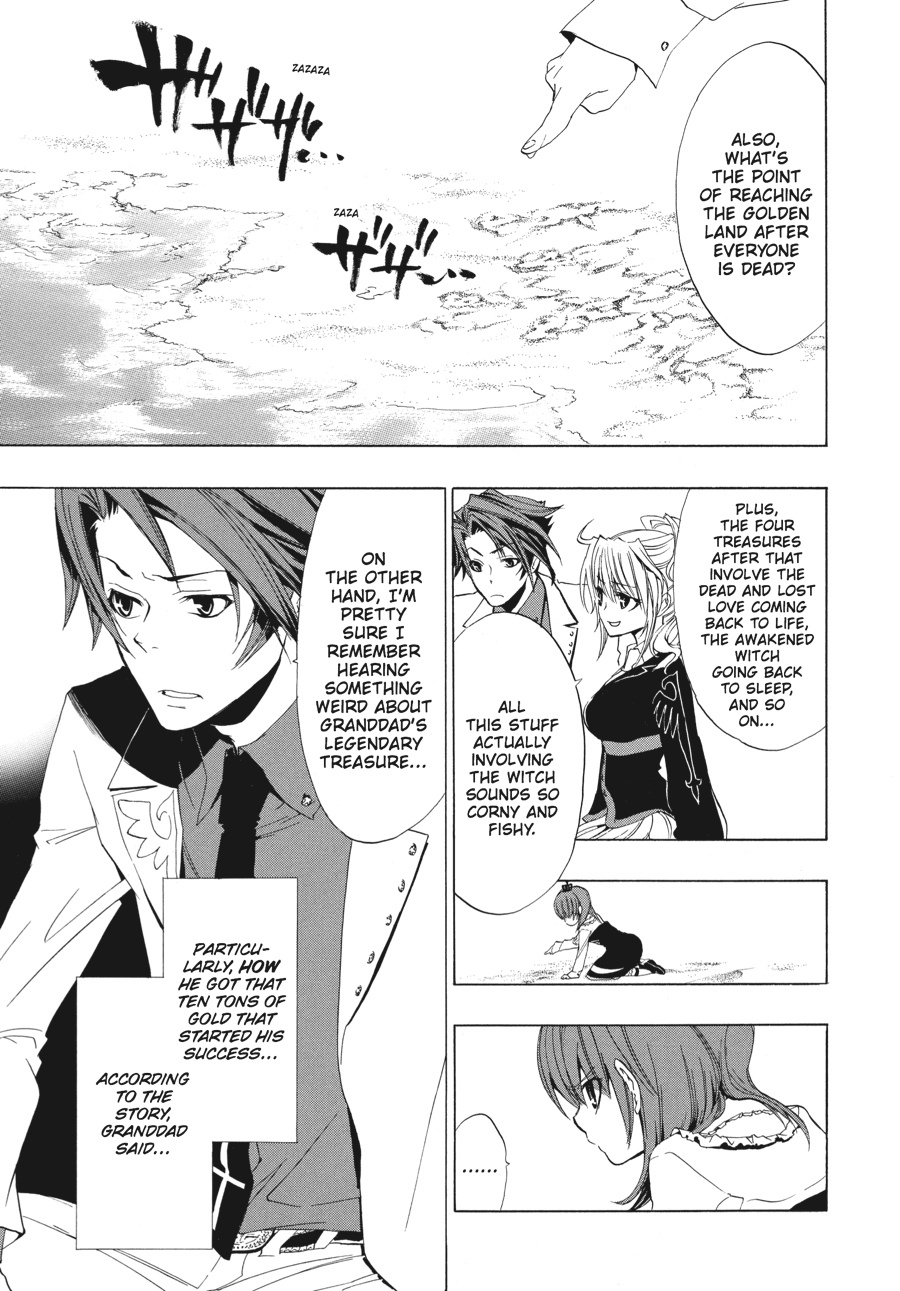 ALSO,
WHAT'S
THE POINT
OF REACHING
THE GOLDEN
LAND AFTER
EVERYONE
IS DEAD?
ZAZAZA
ザザザ…
ZAZA
ザザ…
PLUS,
THE FOUR
TREASURES
AFTER THAT
INVOLVE THE
DEAD AND LOST
LOVE COMING
BACK TO LIFE,
THE AWAKENED
WITCH
GOING BACK
TO SLEEP,
AND SO
ON...
ALL
THIS STUFF
ACTUALLY
INVOLVING
THE WITCH
SOUNDS SO
CORNY AND
FISHY.
......
ON
THE OTHER
HAND, I'M
PRETTY
SURE I
REMEMBER
HEARING
SOMETHING
WEIRD ABOUT
GRANDDAD'S
LEGENDARY
TREASURE...
PARTICU-
LARLY, HOW
HE GOT THAT
TEN TONS OF
GOLD THAT
STARTED HIS
SUCCESS...
ACCORDING
TO THE
STORY,
GRANDDAD
SAID...